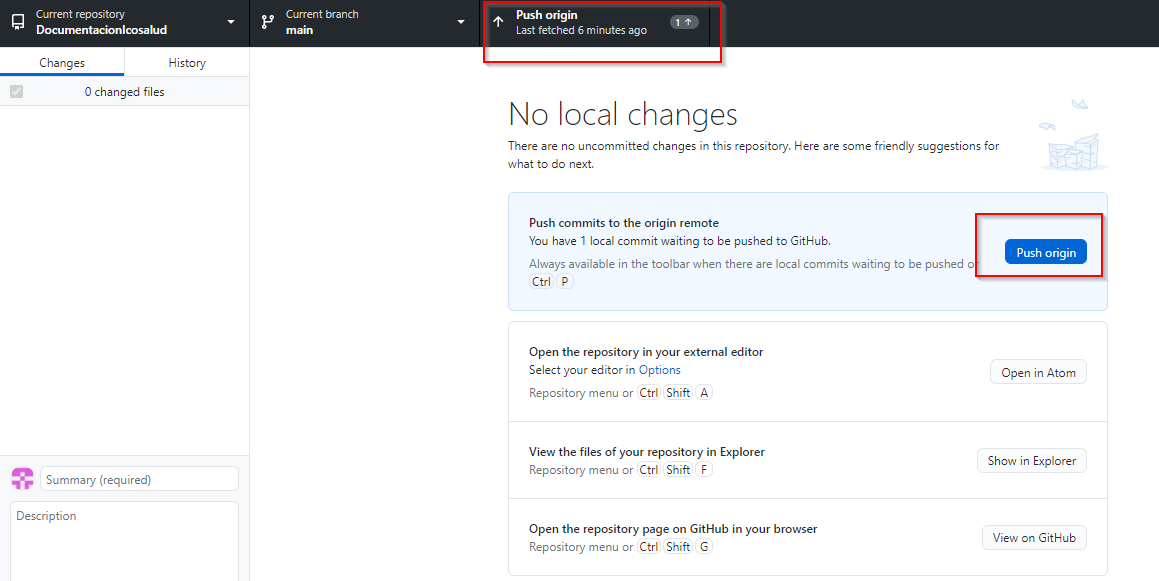 Current repository
DocumentacionIcosalud
Current branch
main
Push origin
Last fetched 6 minutes ago
1
Changes
History
0 changed files
No local changes
There are no uncommitted changes in this repository. Here are some friendly suggestions for
what to do next.
Push commits to the origin remote
You have 1 local commit waiting to be pushed to GitHub.
Always available in the toolbar when there are local commits waiting to be pushed or
Ctrl P
Push origin
Open the repository in your external editor
Select your editor in Options
Repository menu or Ctrl Shift A
Open in Atom
View the files of your repository in Explorer
Repository menu or Ctrl Shift F
Show in Explorer
Open the repository page on GitHub in your browser
Repository menu or Ctrl Shift G
View on GitHub
Summary (required)
Description